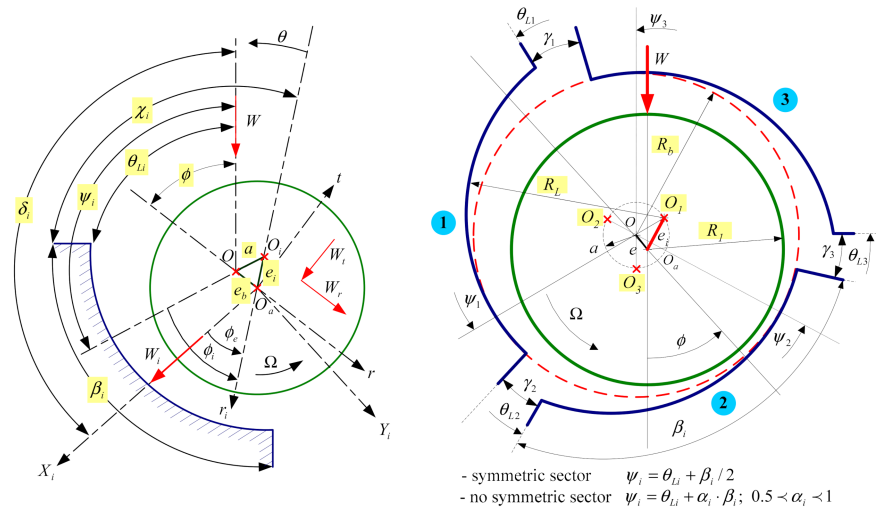 θ
χi
W
θLi
ϕ
ψi
δi
t
O
a
Oi
ei
Wt
Wr
eb
Oa
Wi
ϕe
ϕi
Ω
βi
r
ri
Yi
Xi
θL1
γ1
ψ3
W
3
Rb
RL
O1
O2
O
R1
1
a
e
ei
Oa
O3
γ3
θL3
ψ1
Ω
ϕ
ψ2
γ2
θL2
2
βi
- symmetric sector ψi = θLi + βi / 2
- no symmetric sector ψi = θLi + αi · βi; 0.5 ≺ αi ≺ 1